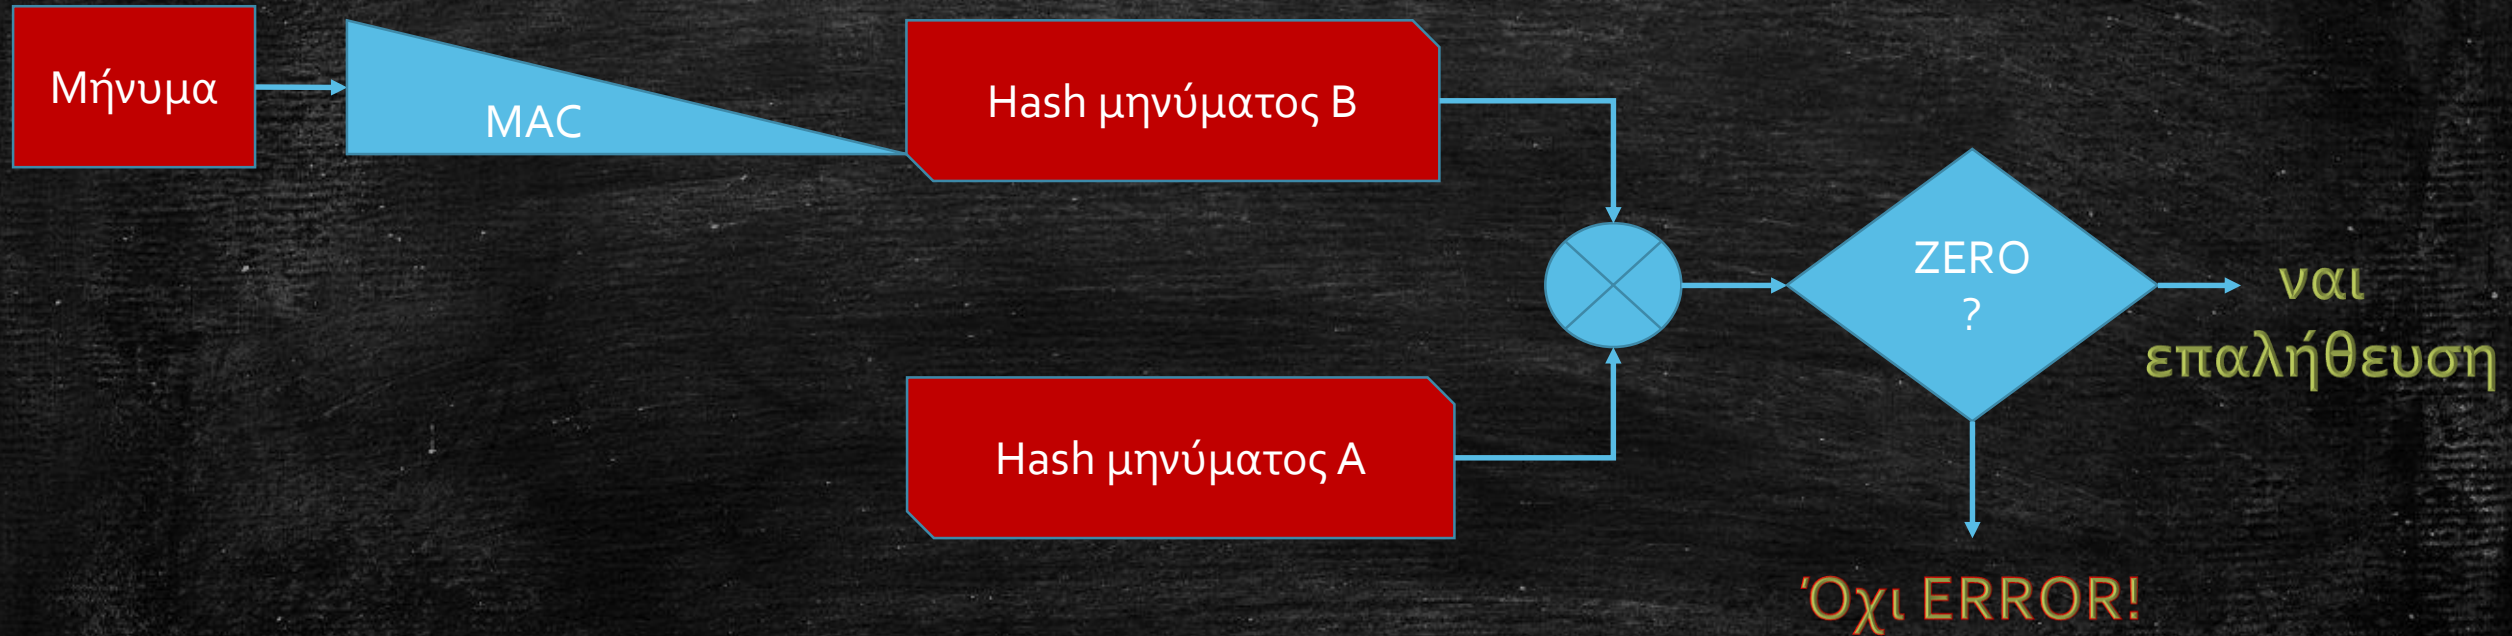 Μήνυμα
MAC
Hash μηνύματος Β
Hash μηνύματος Α
ZERO
?
ναι
επαλήθευση
Όχι ERROR!